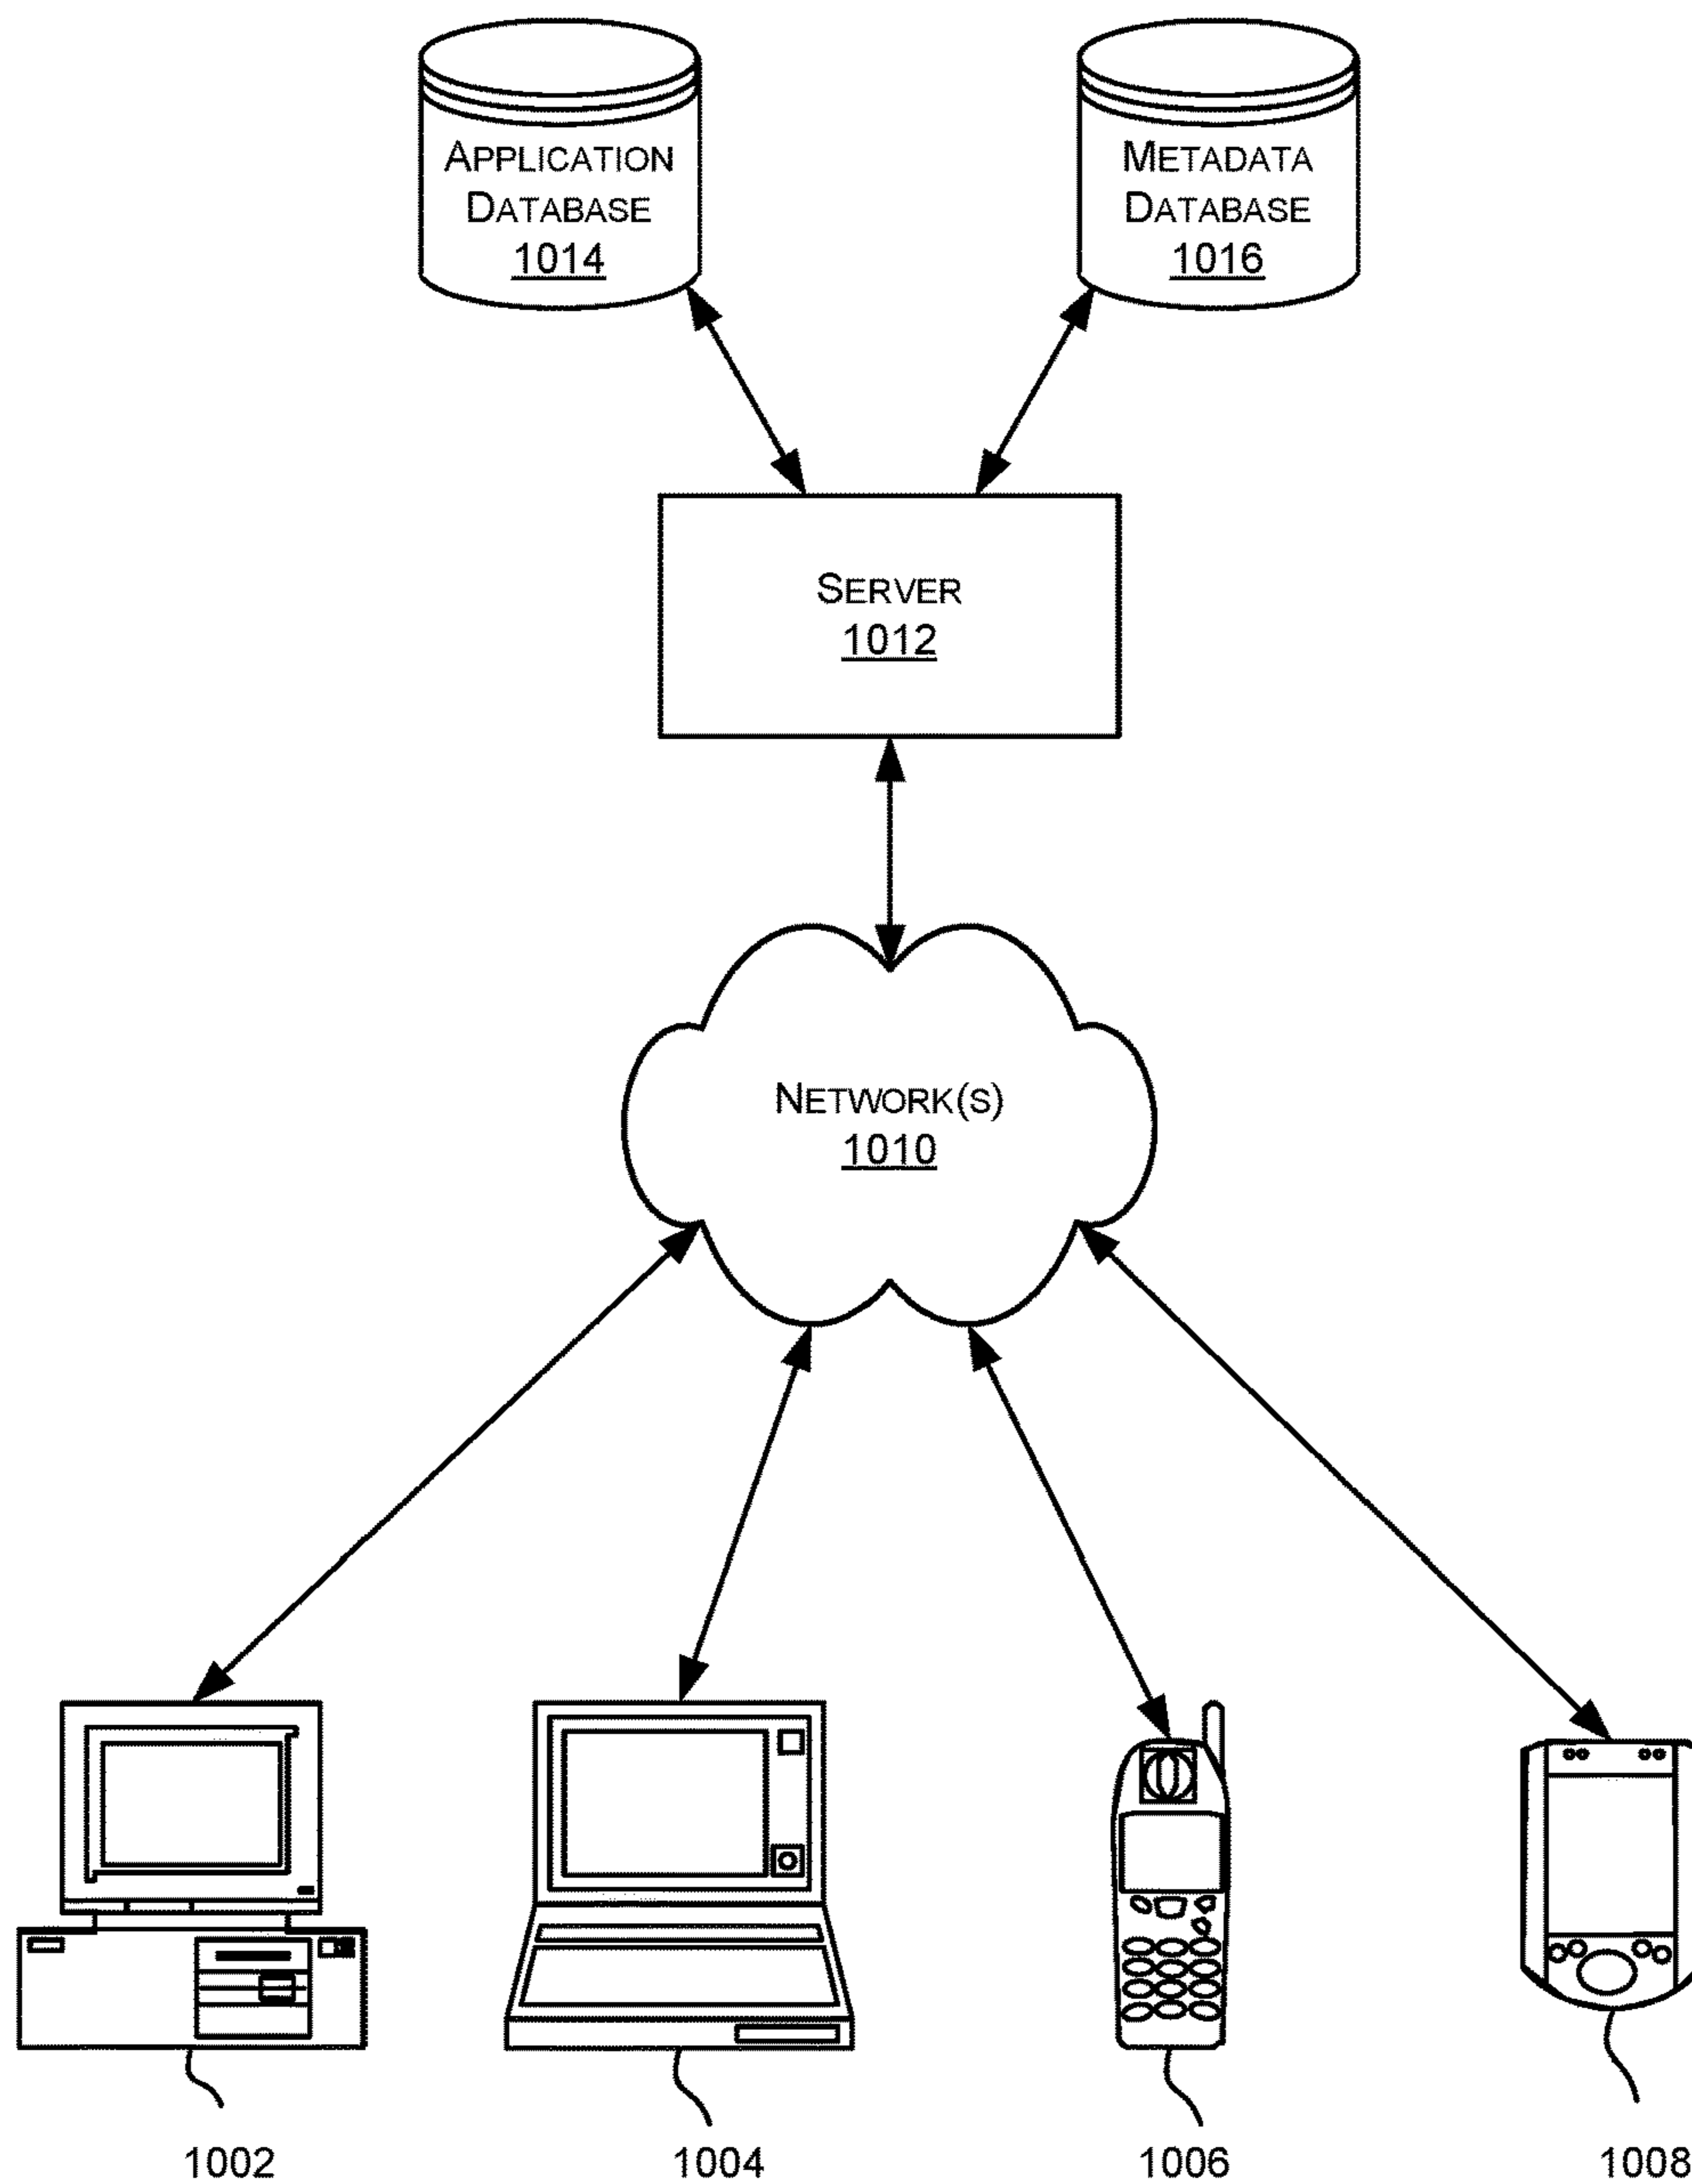 APPLICATION
DATABASE
1014
METADATA
DATABASE
1016
SERVER
1012
NETWORK(S)
1010
1002
1004
1006
1008